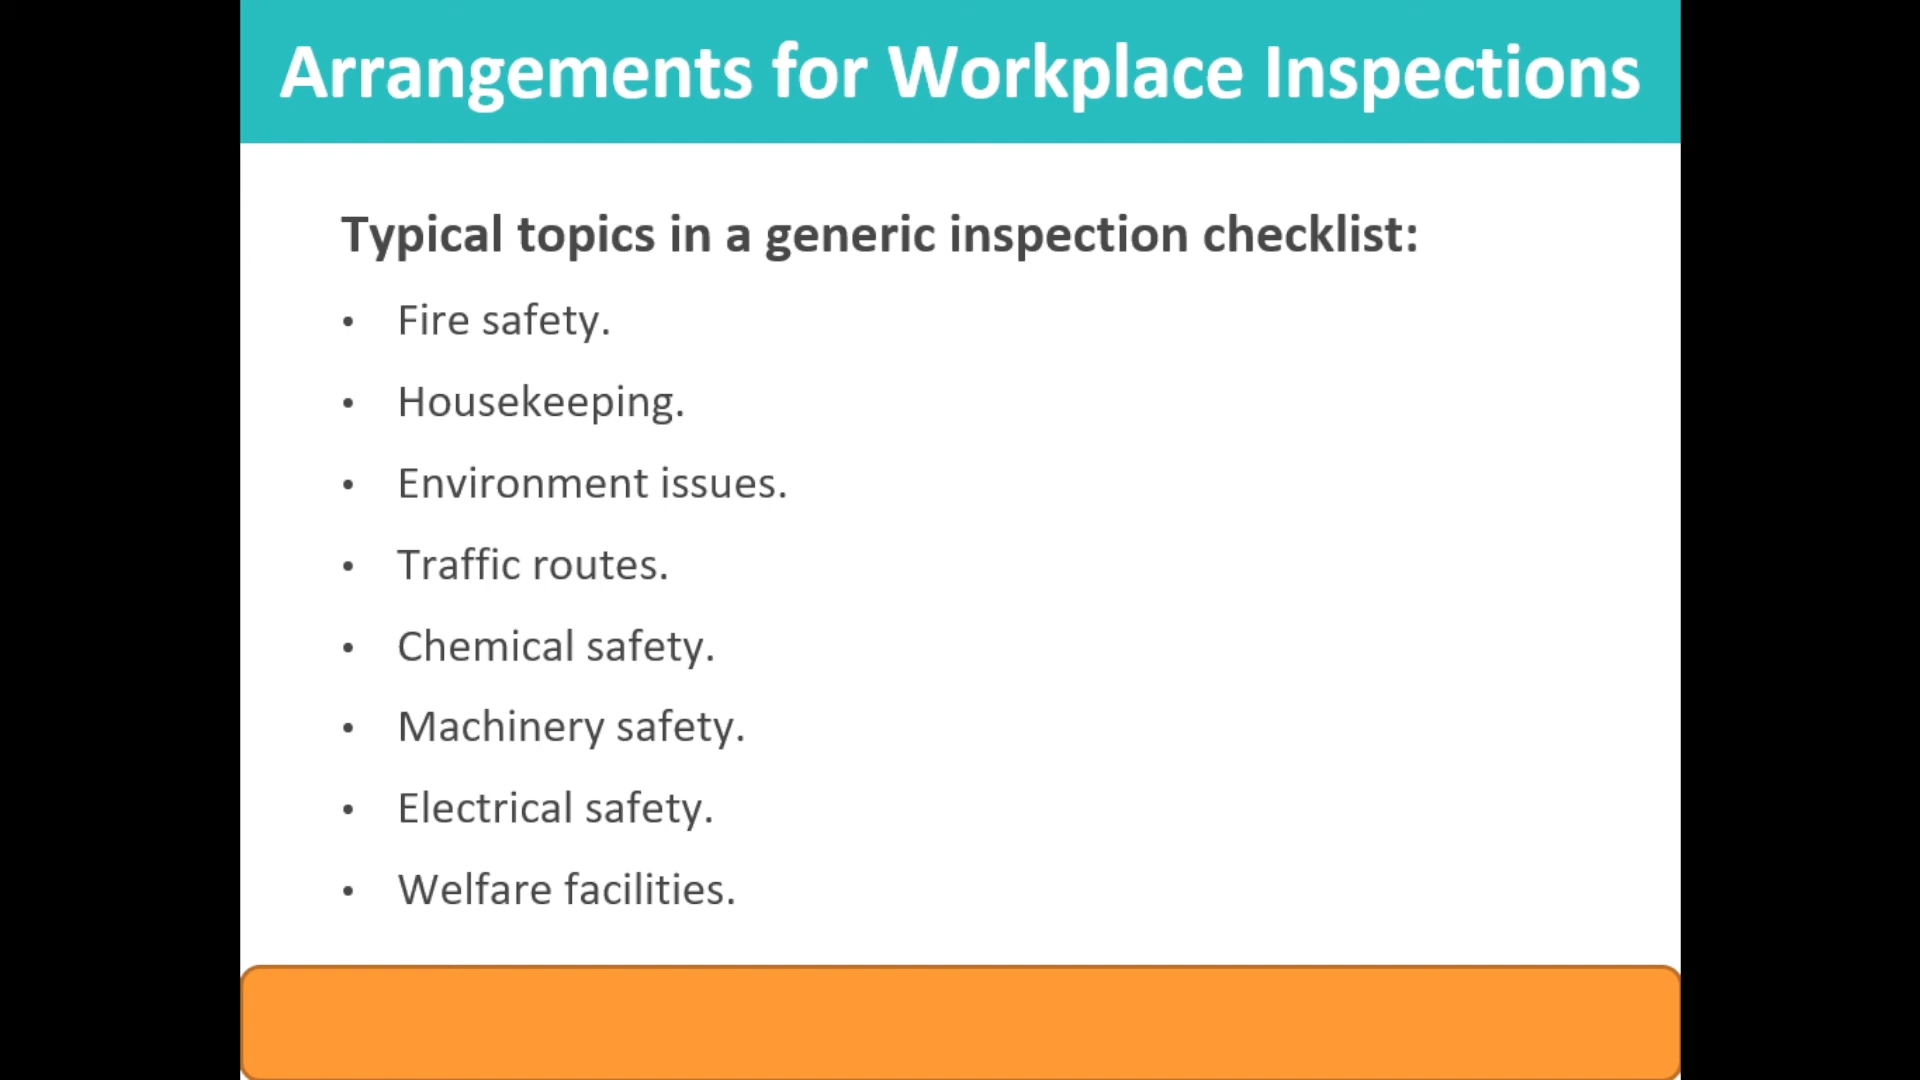 Arrangements for Workplace Inspections
Typical topics in a generic inspection checklist:
• Fire safety.
• Housekeeping.
• Environment issues.
• Traffic routes.
• Chemical safety.
• Machinery safety.
• Electrical safety.
• Welfare facilities.